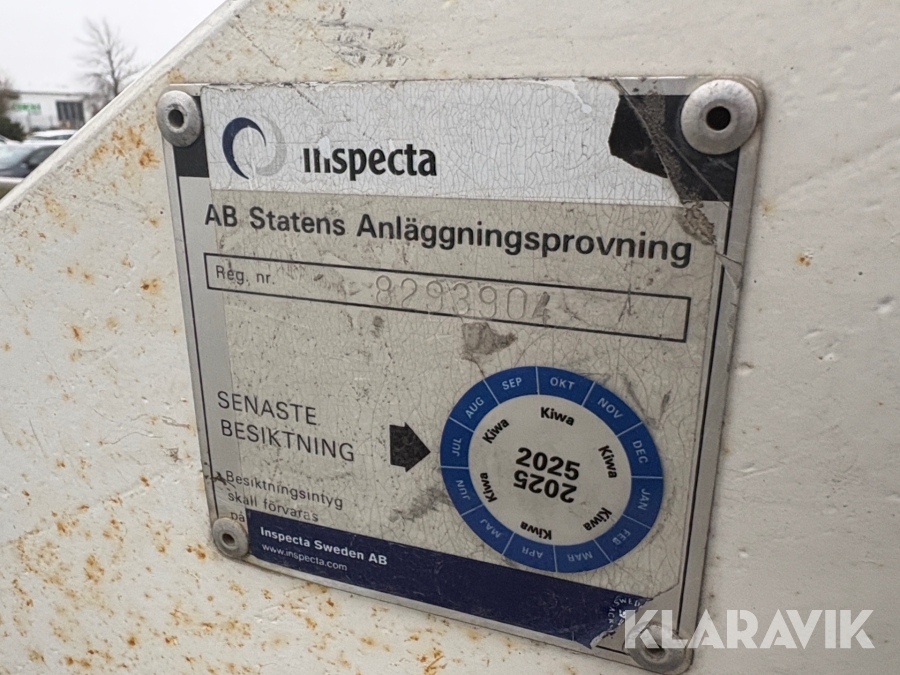 Inspecta
AB Statens Anläggningsprovning
Reg. nr. 8293904
SENASTE
BESIKTNING
Besiktningsintyg
skall förvaras
på
Inspecta Sweden AB
www.inspecta.com
SEP OKT NOV DEC JAN FEB MAR APR MAJ JUN JUL AUG
Kiwa Kiwa Kiwa Kiwa Kiwa Kiwa
2025
2025
KLARAVIK